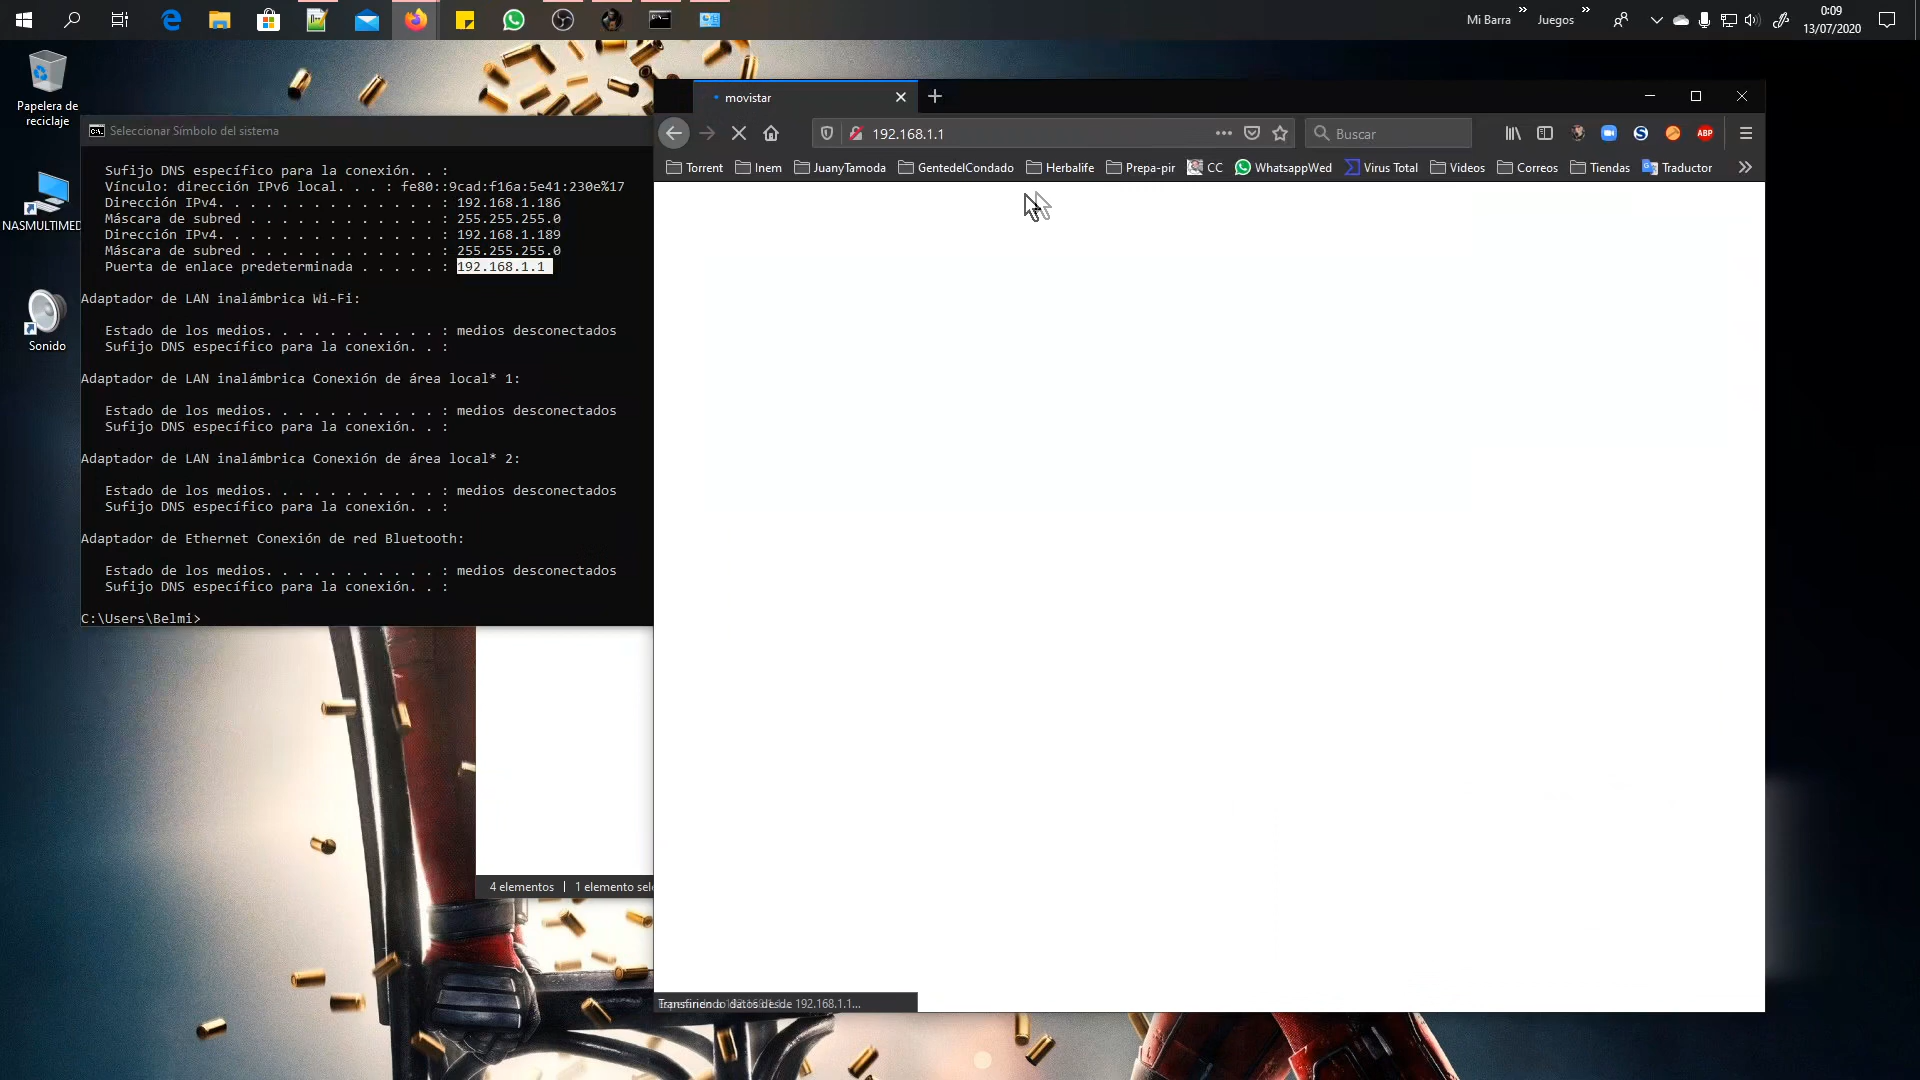 Mi Barra
»
Juegos
»
0:09
13/07/2020
Papelera de
reciclaje
NASMULTIMED
Sonido
Seleccionar Símbolo del sistema
Sufijo DNS específico para la conexión. . :
Vínculo: dirección IPv6 local. . . : fe80::9cad:f16a:5e41:230e%17
Dirección IPv4. . . . . . . . . . . . . . : 192.168.1.186
Máscara de subred . . . . . . . . . . . . : 255.255.255.0
Dirección IPv4. . . . . . . . . . . . . . : 192.168.1.189
Máscara de subred . . . . . . . . . . . . : 255.255.255.0
Puerta de enlace predeterminada . . . . . : 192.168.1.1
Adaptador de LAN inalámbrica Wi-Fi:
Estado de los medios. . . . . . . . . . . : medios desconectados
Sufijo DNS específico para la conexión. . :
Adaptador de LAN inalámbrica Conexión de área local* 1:
Estado de los medios. . . . . . . . . . . : medios desconectados
Sufijo DNS específico para la conexión. . :
Adaptador de LAN inalámbrica Conexión de área local* 2:
Estado de los medios. . . . . . . . . . . : medios desconectados
Sufijo DNS específico para la conexión. . :
Adaptador de Ethernet Conexión de red Bluetooth:
Estado de los medios. . . . . . . . . . . : medios desconectados
Sufijo DNS específico para la conexión. . :
C:\Users\Belmi>
4 elementos | 1 elemento sele
movistar
192.168.1.1
Buscar
ABP
Torrent Inem JuanyTamoda GentedelCondado Herbalife Prepa-pir CC WhatsappWed Virus Total Videos Correos Tiendas Traductor »
Transfiriendo datos desde 192.168.1.1...